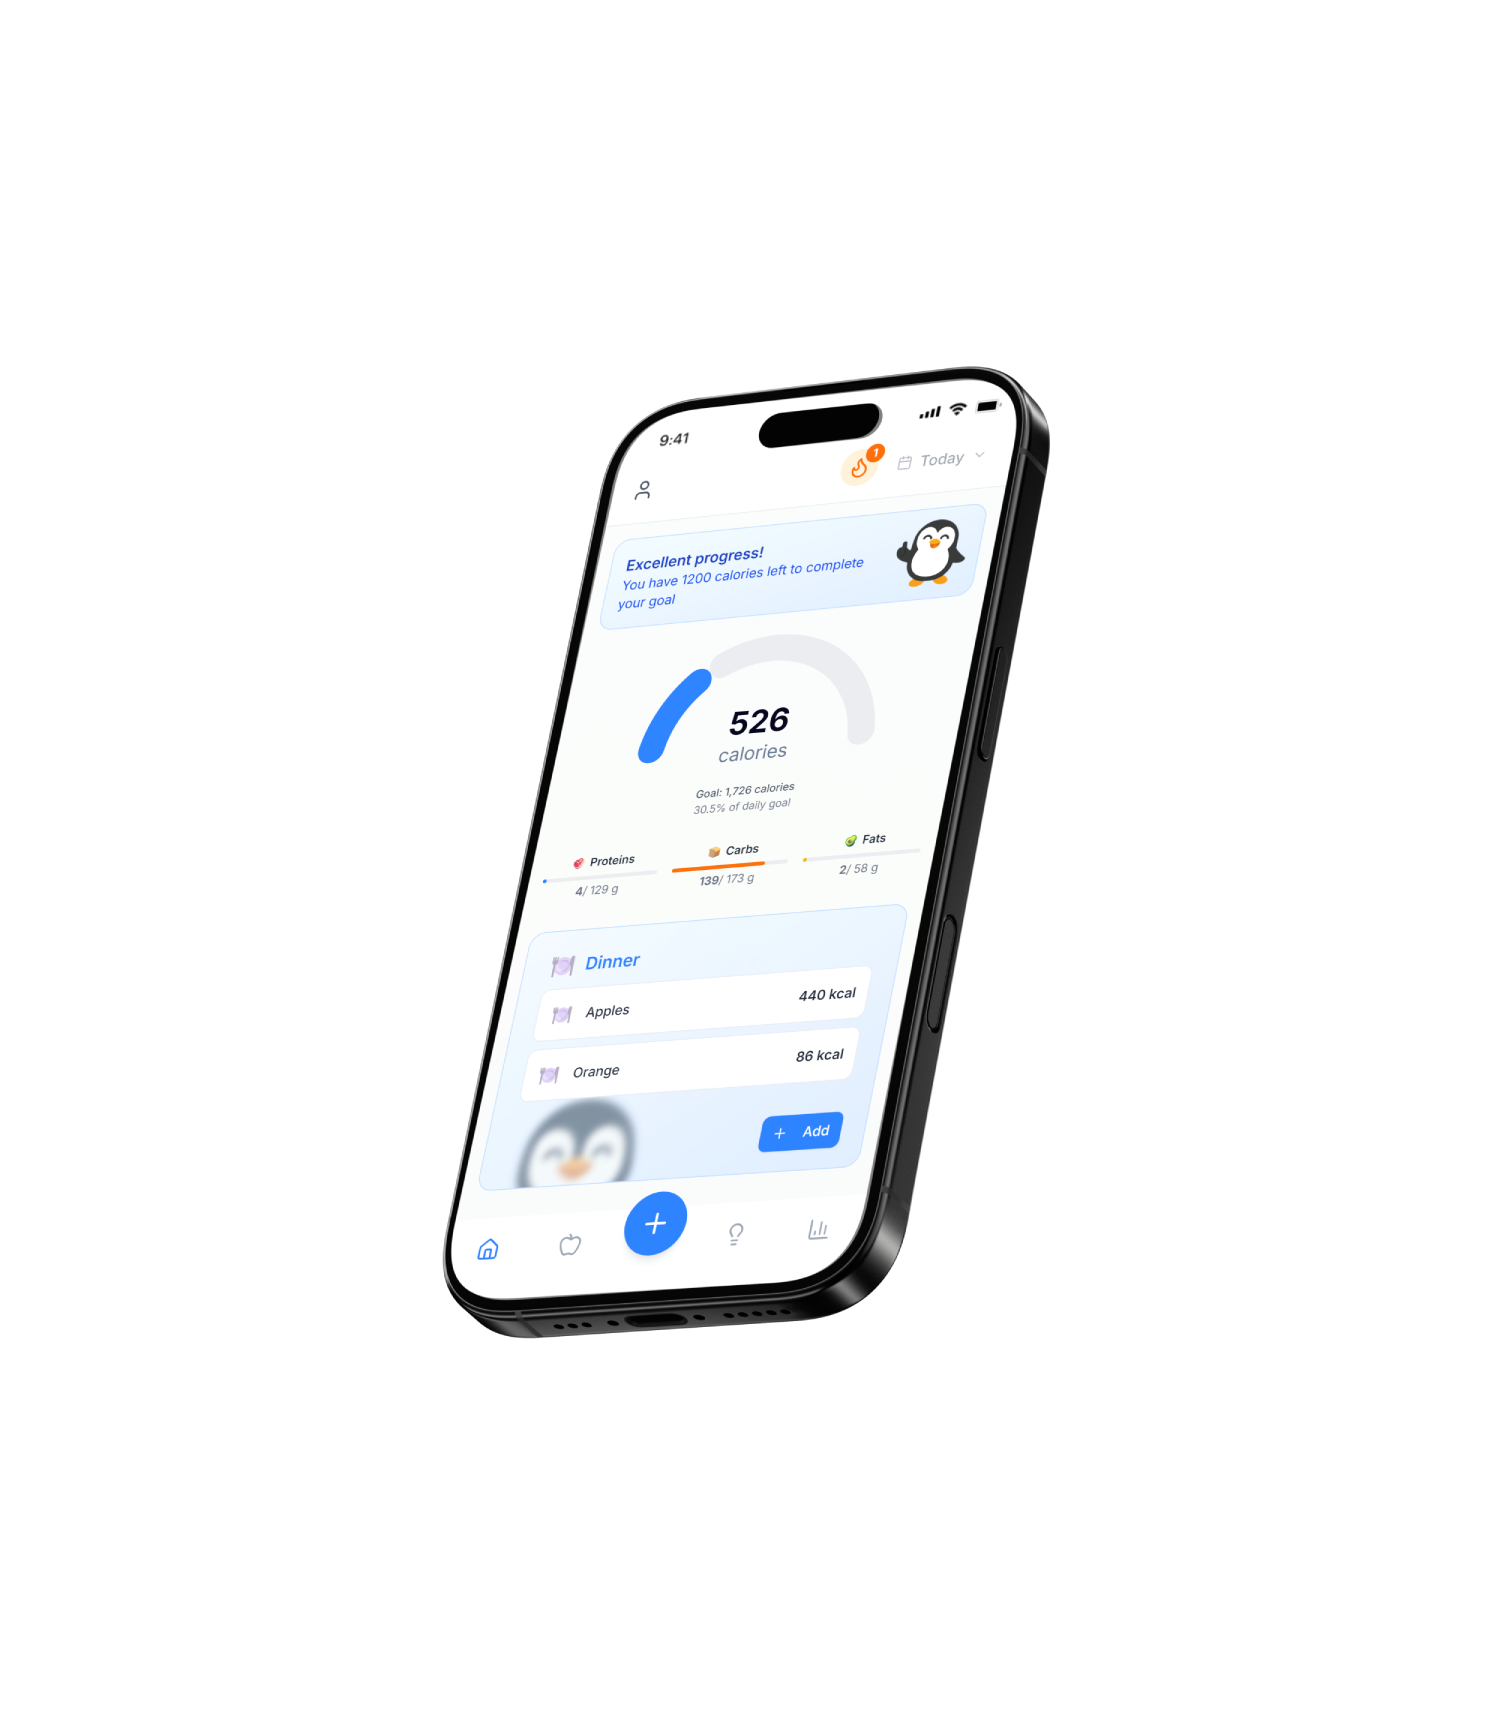 9:41
1
Today
Excellent progress!
You have 1200 calories left to complete
your goal
526
calories
Goal: 1,726 calories
30.5% of daily goal
Proteins
4/ 129 g
Carbs
139/ 173 g
Fats
2/ 58 g
Dinner
Apples
440 kcal
Orange
86 kcal
+ Add